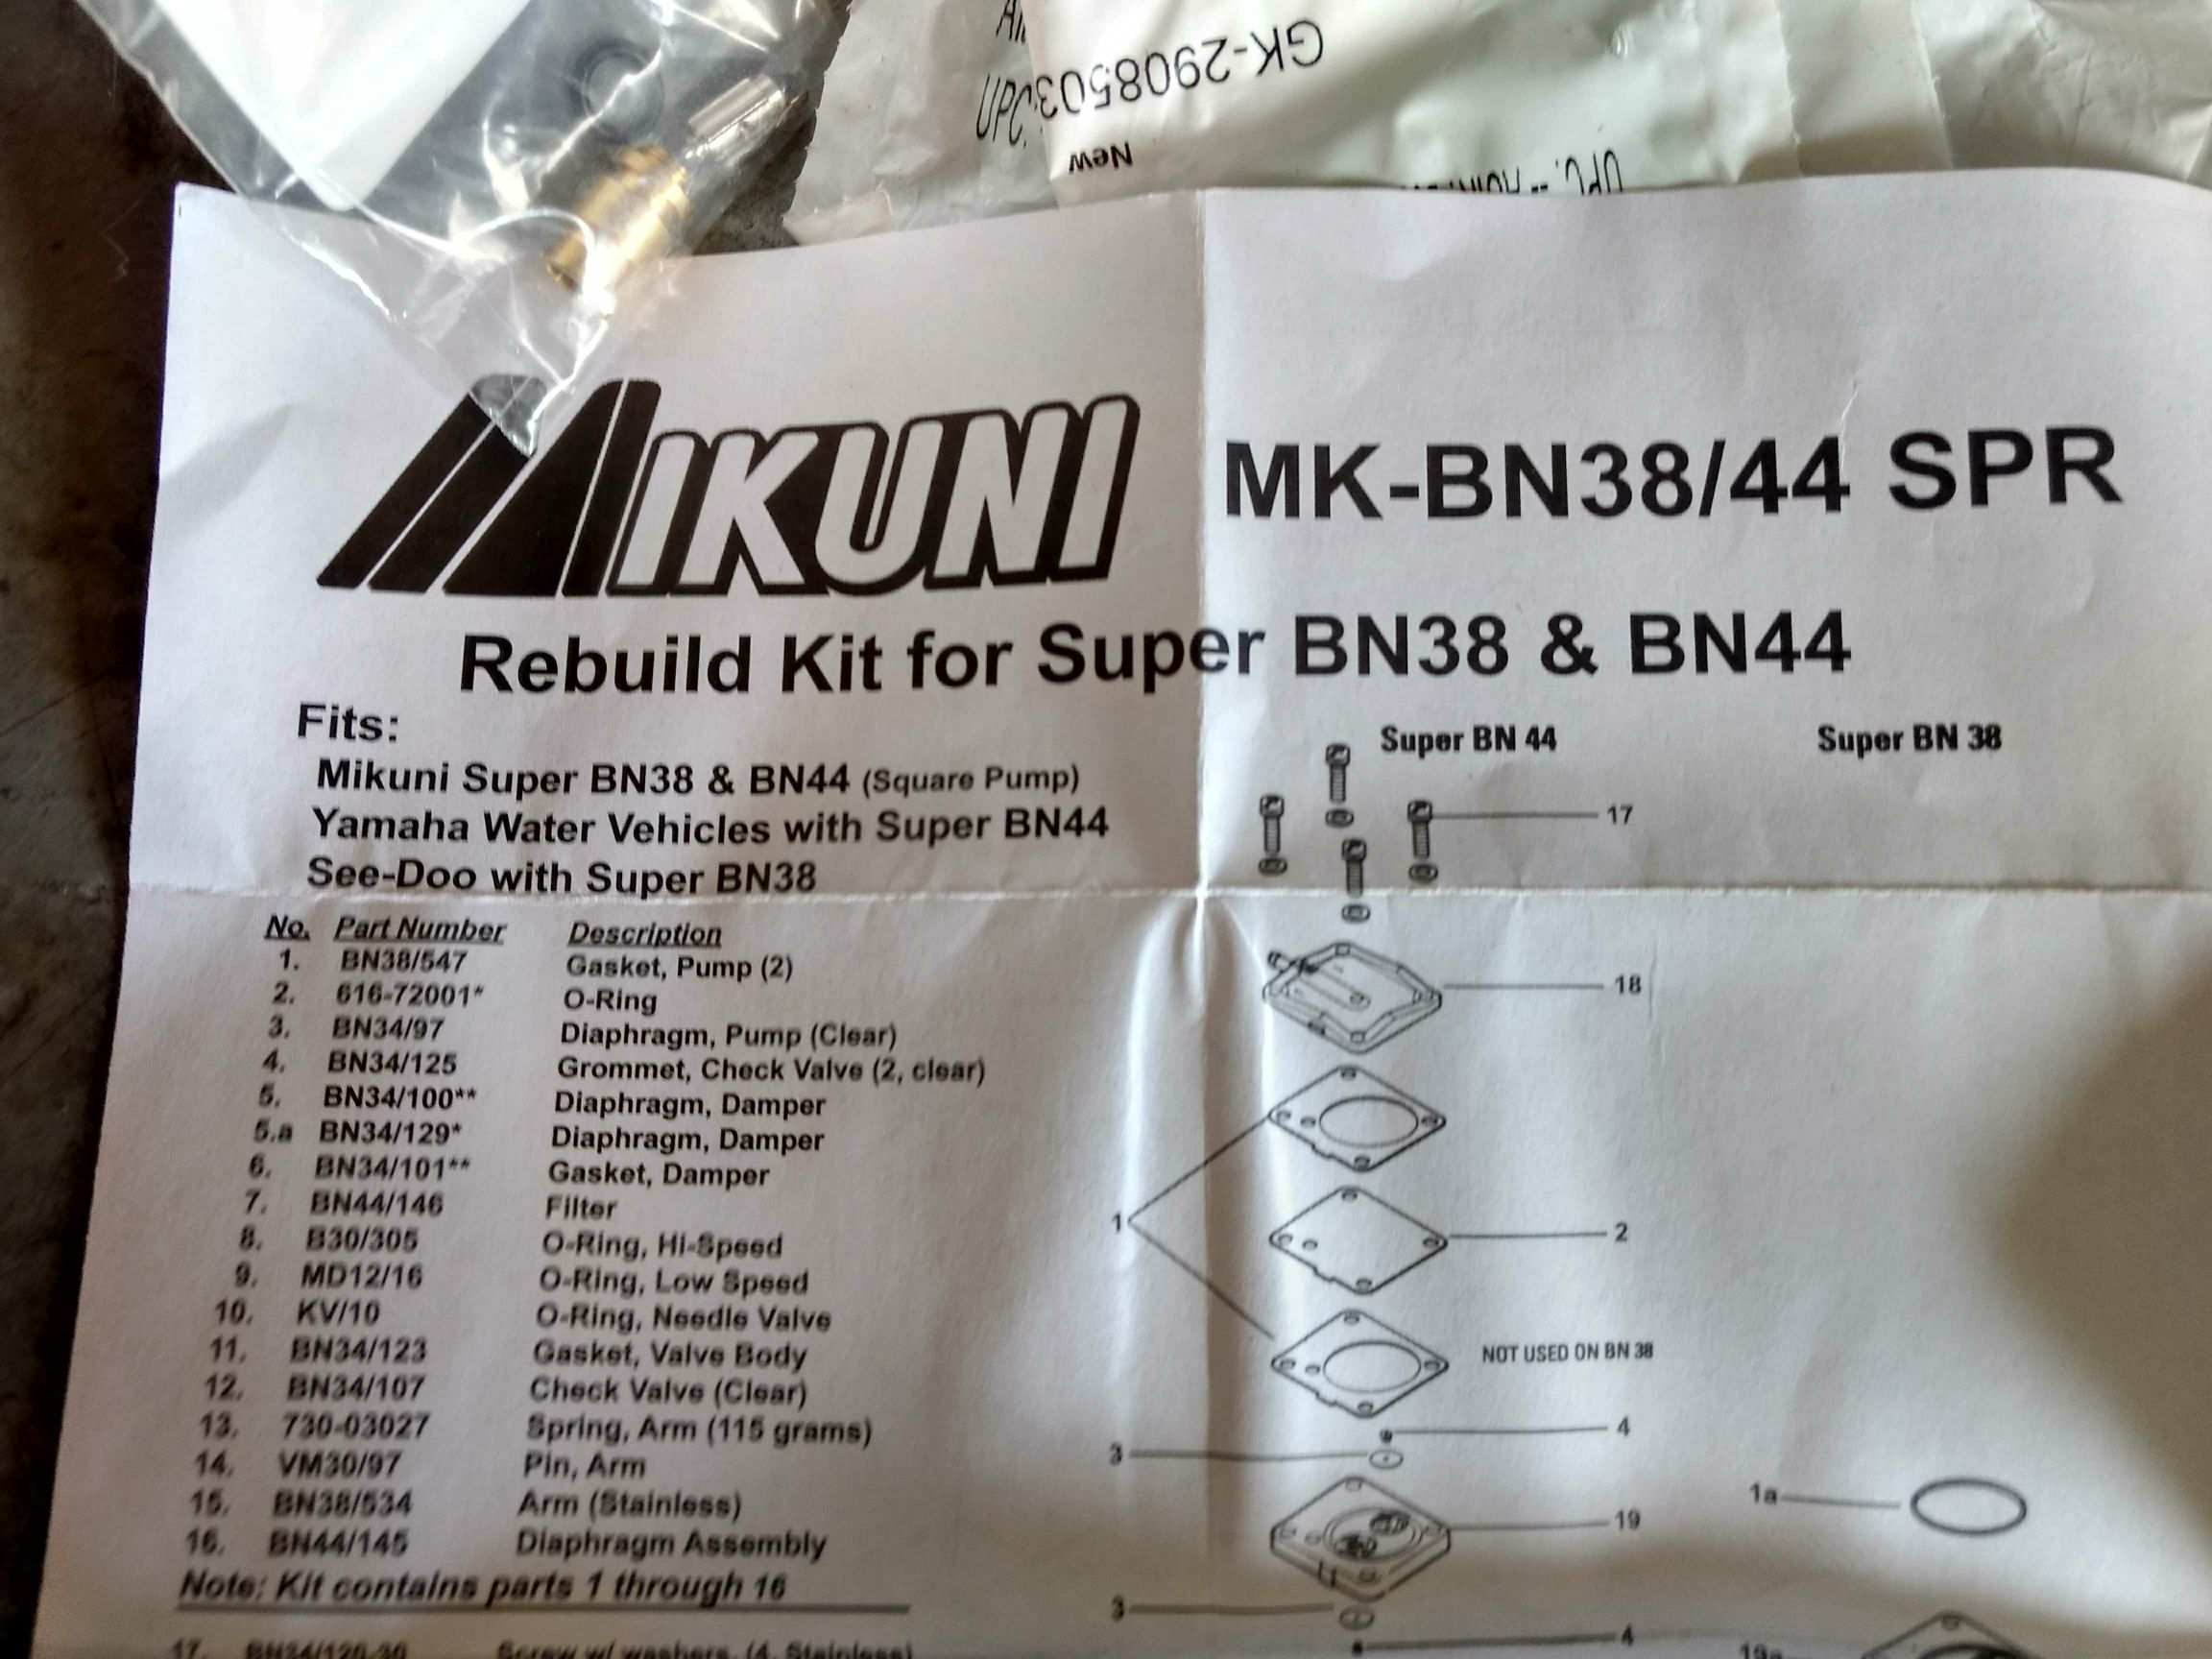 GK-2908503
UPC:
New
UPC: --
MIKUNI
MK-BN38/44 SPR
Rebuild Kit for Super BN38 & BN44
Fits:
Mikuni Super BN38 & BN44 (Square Pump)
Yamaha Water Vehicles with Super BN44
See-Doo with Super BN38
No. Part Number Description
1. BN38/547 Gasket, Pump (2)
2. 616-72001* O-Ring
3. BN34/97 Diaphragm, Pump (Clear)
4. BN34/125 Grommet, Check Valve (2, clear)
5. BN34/100** Diaphragm, Damper
5.a BN34/129* Diaphragm, Damper
6. BN34/101** Gasket, Damper
7. BN44/146 Filter
8. B30/305 O-Ring, Hi-Speed
9. MD12/16 O-Ring, Low Speed
10. KV/10 O-Ring, Needle Valve
11. BN34/123 Gasket, Valve Body
12. BN34/107 Check Valve (Clear)
13. 730-03027 Spring, Arm (115 grams)
14. VM30/97 Pin, Arm
15. BN38/534 Arm (Stainless)
16. BN44/145 Diaphragm Assembly
Note: Kit contains parts 1 through 16
17. Screw w/ washers, (4, Stainless)
Super BN 44
Super BN 38
17
18
1
2
NOT USED ON BN 38
4
3
1a
19
3
4
19a